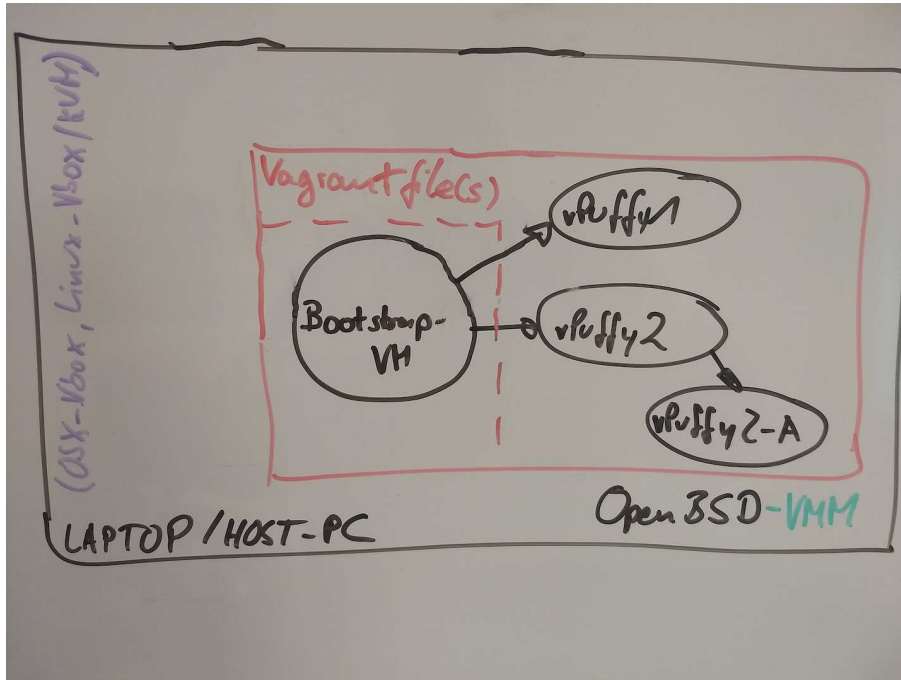 (OSX-Vbox, Linux-Vbox/KVM)
Vagrantfile(s)
Bootstrap-
VM
vPuffy1
vPuffy2
vPuffy2-A
OpenBSD-VMM
LAPTOP/HOST-PC